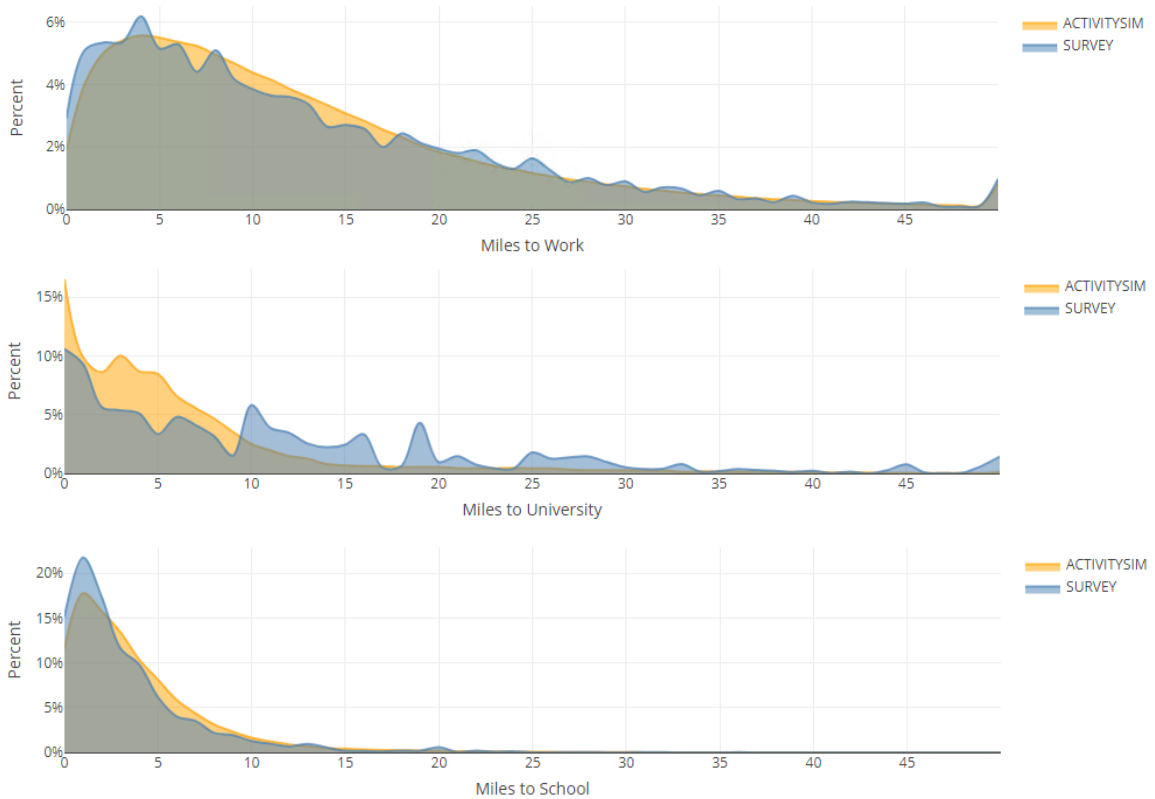 6%
4%
2%
0%
Percent
0 5 10 15 20 25 30 35 40 45
Miles to Work
ACTIVITYSIM
SURVEY
15%
10%
5%
0%
Percent
0 5 10 15 20 25 30 35 40 45
Miles to University
ACTIVITYSIM
SURVEY
20%
15%
10%
5%
0%
Percent
0 5 10 15 20 25 30 35 40 45
Miles to School
ACTIVITYSIM
SURVEY